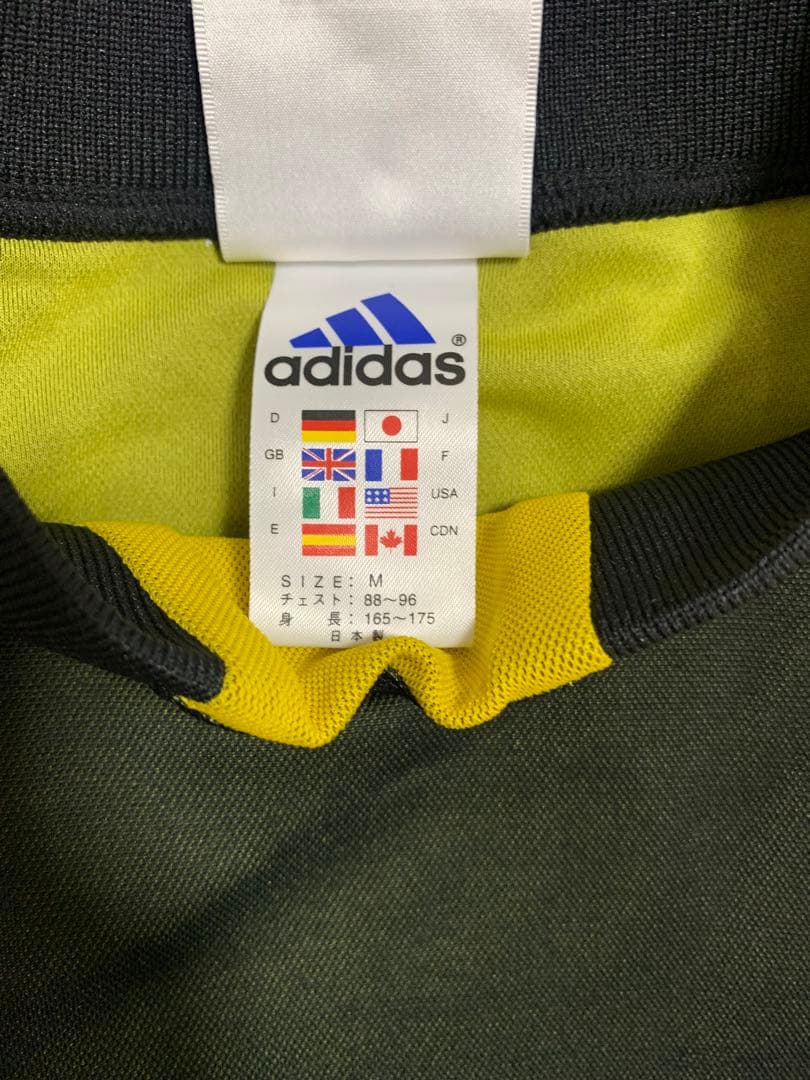 adidas®
D J
GB F
I USA
E CDN
SIZE: M
チェスト: 88~96
身 長: 165~175
日本製